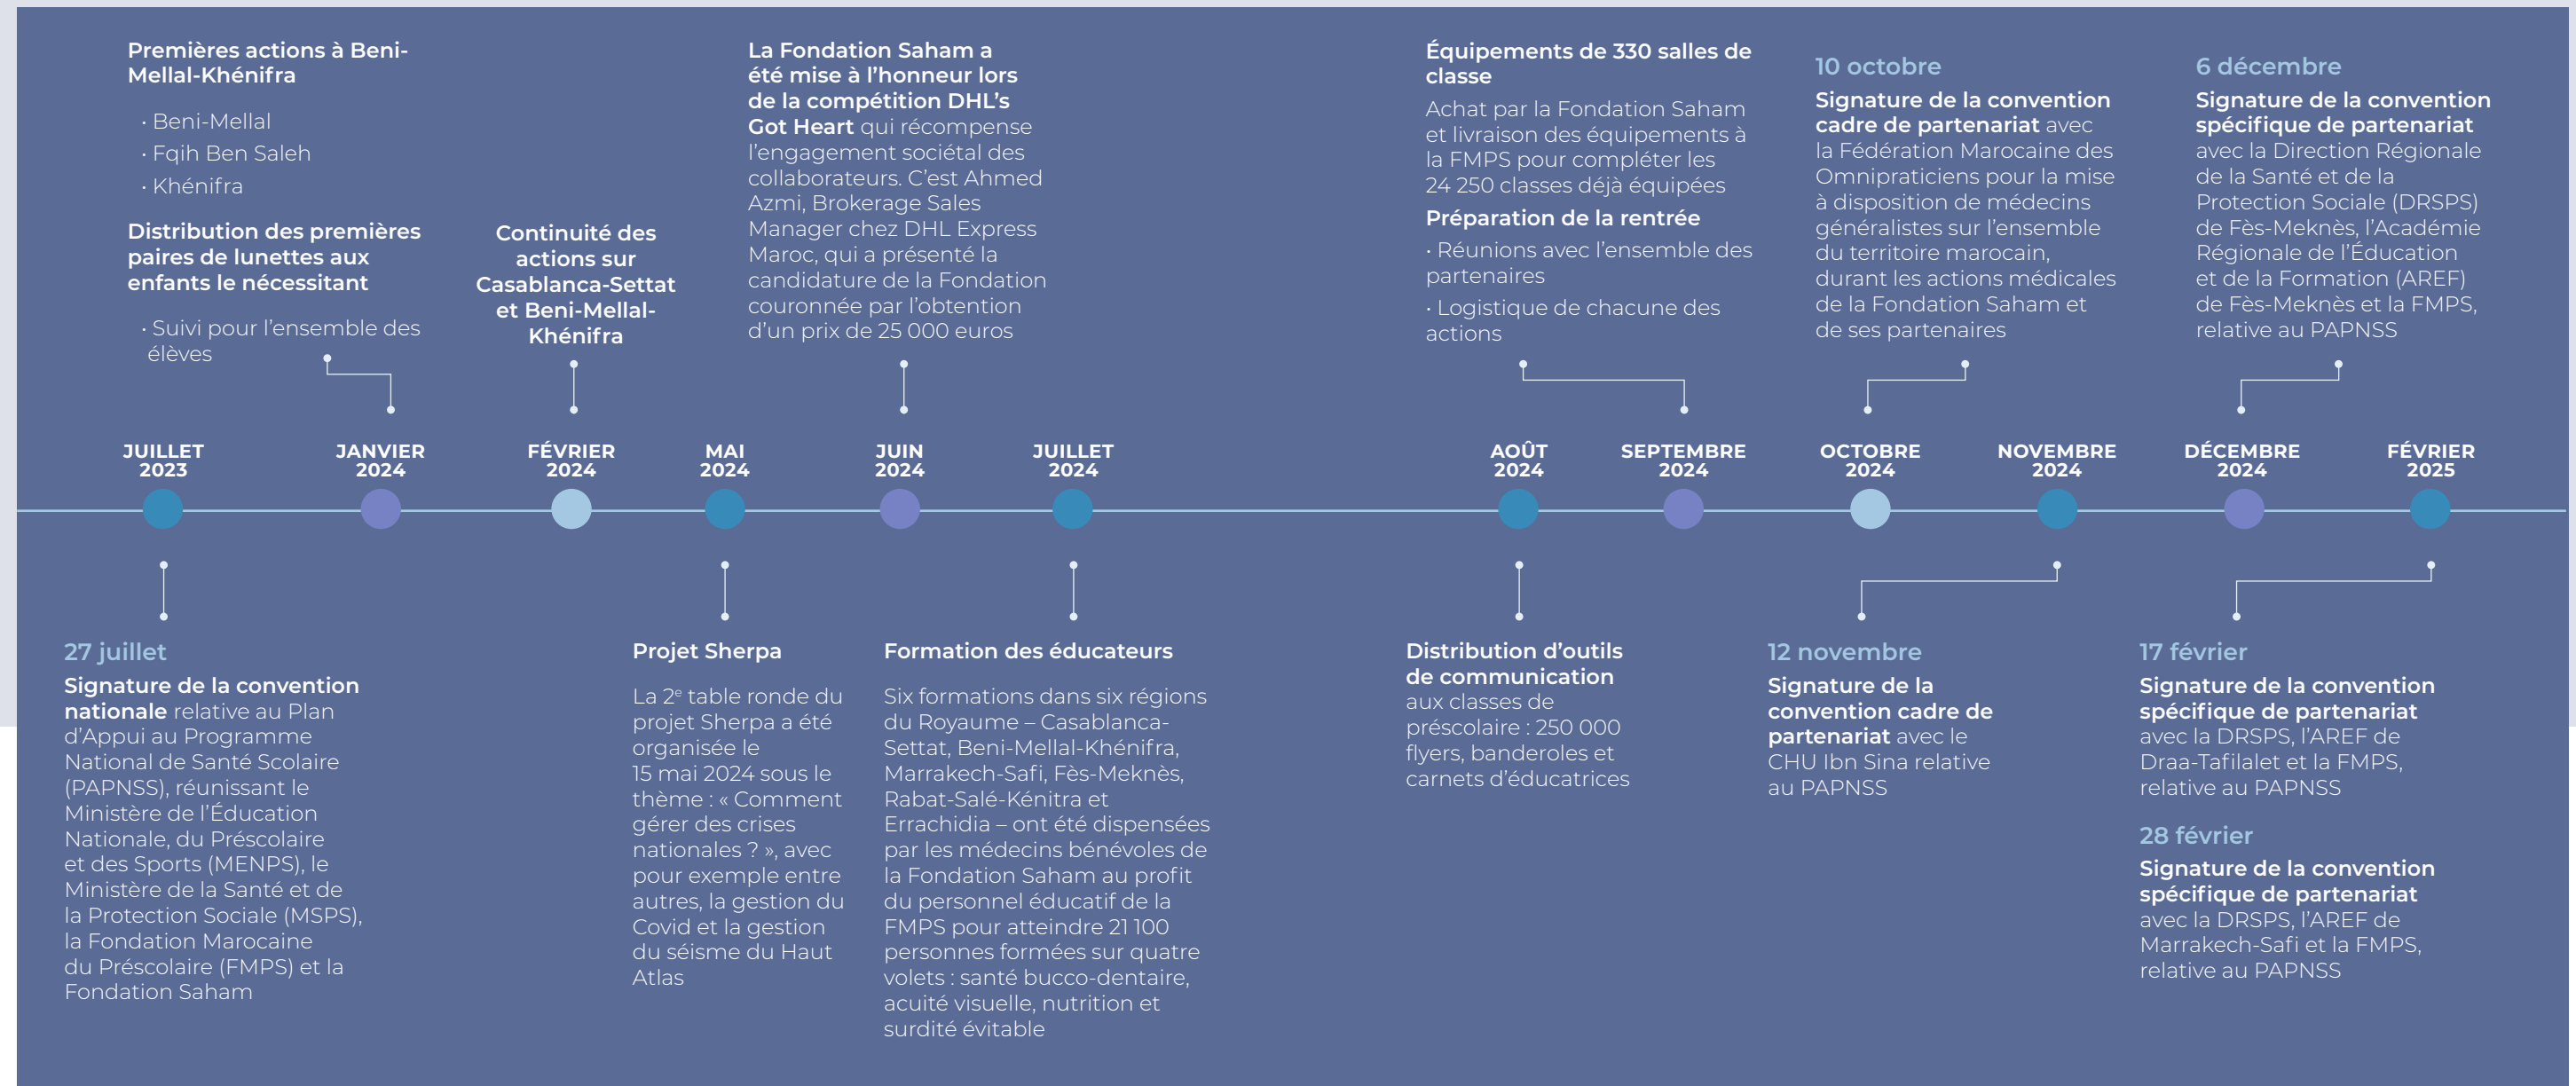 Premières actions à Beni-
Mellal-Khénifra
· Beni-Mellal
· Fqih Ben Saleh
· Khénifra
Distribution des premières
paires de lunettes aux
enfants le nécessitant
· Suivi pour l'ensemble des
élèves
Continuité des
actions sur
Casablanca-Settat
et Beni-Mellal-
Khénifra
La Fondation Saham a
été mise à l'honneur lors
de la compétition DHL's
Got Heart qui récompense
l'engagement sociétal des
collaborateurs. C'est Ahmed
Azmi, Brokerage Sales
Manager chez DHL Express
Maroc, qui a présenté la
candidature de la Fondation
couronnée par l'obtention
d'un prix de 25 000 euros
Équipements de 330 salles de
classe
Achat par la Fondation Saham
et livraison des équipements à
la FMPS pour compléter les
24 250 classes déjà équipées
Préparation de la rentrée
· Réunions avec l'ensemble des
partenaires
· Logistique de chacune des
actions
10 octobre
Signature de la convention
cadre de partenariat avec
la Fédération Marocaine des
Omnipraticiens pour la mise
à disposition de médecins
généralistes sur l'ensemble
du territoire marocain,
durant les actions médicales
de la Fondation Saham et
de ses partenaires
6 décembre
Signature de la convention
spécifique de partenariat
avec la Direction Régionale
de la Santé et de la
Protection Sociale (DRSPS)
de Fès-Meknès, l'Académie
Régionale de l'Éducation
et de la Formation (AREF)
de Fès-Meknès et la FMPS,
relative au PAPNSS
JUILLET
2023
JANVIER
2024
FÉVRIER
2024
MAI
2024
JUIN
2024
JUILLET
2024
AOÛT
2024
SEPTEMBRE
2024
OCTOBRE
2024
NOVEMBRE
2024
DÉCEMBRE
2024
FÉVRIER
2025
27 juillet
Signature de la convention
nationale relative au Plan
d'Appui au Programme
National de Santé Scolaire
(PAPNSS), réunissant le
Ministère de l'Éducation
Nationale, du Préscolaire
et des Sports (MENPS), le
Ministère de la Santé et de
la Protection Sociale (MSPS),
la Fondation Marocaine
du Préscolaire (FMPS) et la
Fondation Saham
Projet Sherpa
La 2e table ronde du
projet Sherpa a été
organisée le
15 mai 2024 sous le
thème : « Comment
gérer des crises
nationales ? », avec
pour exemple entre
autres, la gestion du
Covid et la gestion
du séisme du Haut
Atlas
Formation des éducateurs
Six formations dans six régions
du Royaume – Casablanca-
Settat, Beni-Mellal-Khénifra,
Marrakech-Safi, Fès-Meknès,
Rabat-Salé-Kénitra et
Errachidia – ont été dispensées
par les médecins bénévoles de
la Fondation Saham au profit
du personnel éducatif de la
FMPS pour atteindre 21 100
personnes formées sur quatre
volets : santé bucco-dentaire,
acuité visuelle, nutrition et
surdité évitable
Distribution d'outils
de communication
aux classes de
préscolaire : 250 000
flyers, banderoles et
carnets d'éducatrices
12 novembre
Signature de la
convention cadre de
partenariat avec le
CHU Ibn Sina relative
au PAPNSS
17 février
Signature de la convention
spécifique de partenariat
avec la DRSPS, l'AREF de
Draa-Tafilalet et la FMPS,
relative au PAPNSS
28 février
Signature de la convention
spécifique de partenariat
avec la DRSPS, l'AREF de
Marrakech-Safi et la FMPS,
relative au PAPNSS